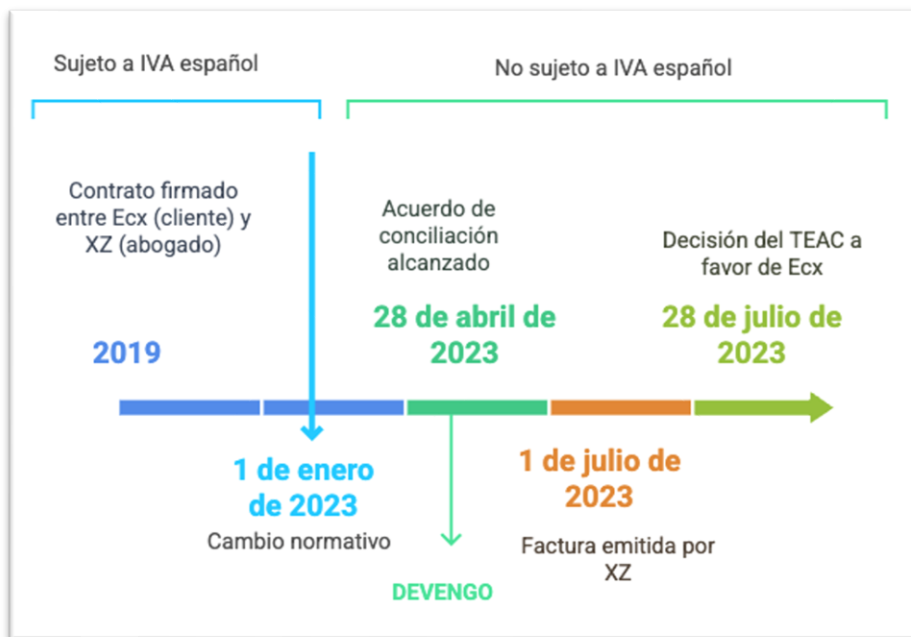 Sujeto a IVA español
No sujeto a IVA español
Contrato firmado
entre Ecx (cliente) y
XZ (abogado)
Acuerdo de
conciliación
alcanzado
Decisión del TEAC a
favor de Ecx
2019
28 de abril de
2023
28 de julio de
2023
1 de enero
de 2023
Cambio normativo
1 de julio de
2023
Factura emitida por
XZ
DEVENGO